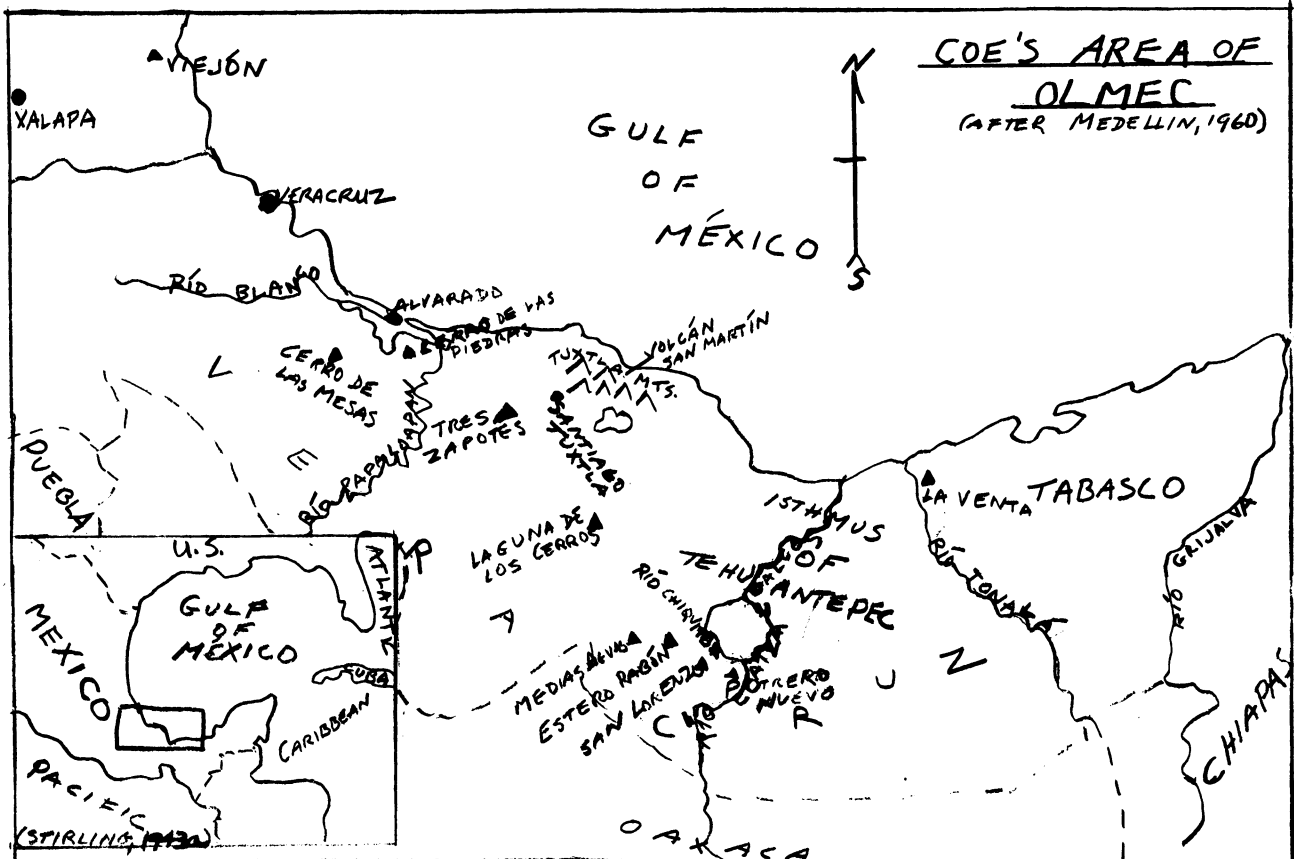 COE'S AREA OF
OLMEC
(AFTER MEDELLIN, 1960)
N
S
VIEJÓN
XALAPA
GULF
OF
MÉXICO
VERACRUZ
RÍO BLANCO
ALVARADO
CERRO DE LAS
PIEDRAS
CERRO DE
LAS MESAS
TUXTLA MTS.
VOLCÁN
SAN MARTÍN
TRES
ZAPOTES
SANTIAGO
TUXTLA
RÍO PAPALOAPAN
PUEBLA
LAGUNA DE
LOS CERROS
ISTHMUS
OF
TEHUANTEPEC
LA VENTA
TABASCO
RÍO TONALÁ
RÍO GRIJALVA
CHIAPAS
RÍO CHIQUITO
MEDIAS AGUAS
ESTERO RABÓN
SAN LORENZO
POTRERO
NUEVO
OAXACA
U.S.
GULF
OF
MÉXICO
ATLANTE
MEXICO
CUBA
CARIBBEAN
PACIFIC
(STIRLING, 1943a)